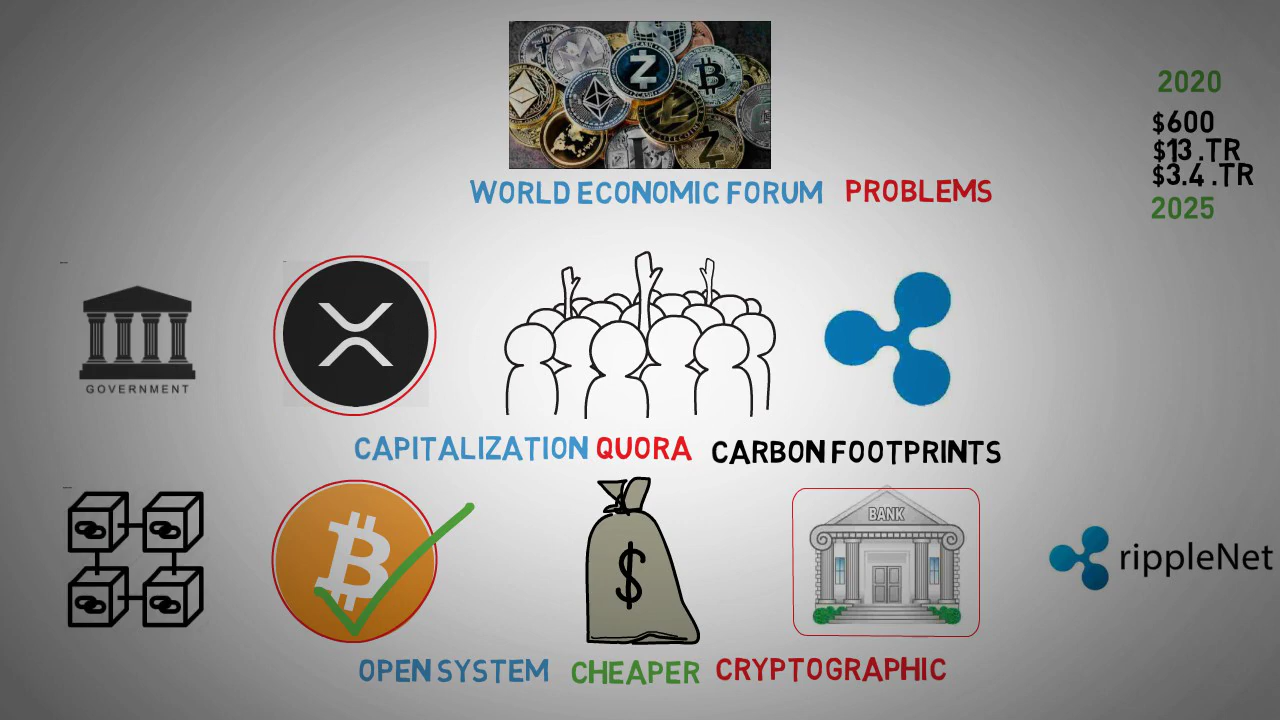 2020
$600
$13.TR
$3.4.TR
2025
WORLD ECONOMIC FORUM PROBLEMS
GOVERNMENT
CAPITALIZATION QUORA CARBON FOOTPRINTS
BANK
rippleNet
OPEN SYSTEM CHEAPER CRYPTOGRAPHIC